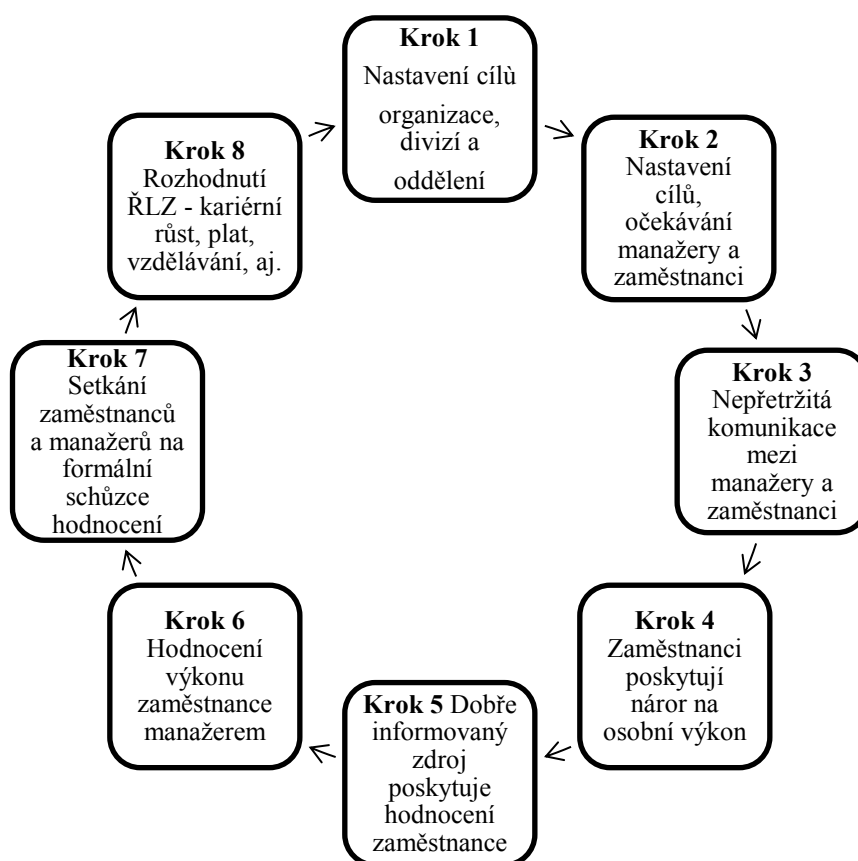 Krok 1
Nastavení cílù
organizace,
divizí a
oddělení
Krok 2
Nastavení
cílů,
očekávání
manažery a
zaměstnanci
Krok 3
Nepřetržitá
komunikace
mezi
manažery a
zaměstnanci
Krok 4
Zaměstnanci
poskytují
náror na
osobní výkon
Krok 5 Dobře
informovaný
zdroj
poskytuje
hodnocení
zaměstnance
Krok 6
Hodnocení
výkonu
zaměstnance
manažerem
Krok 7
Setkání
zaměstnanců
a manažerů na
formální
schůzce
hodnocení
Krok 8
Rozhodnutí
ŘLZ - kariérní
růst, plat,
vzdělávání, aj.